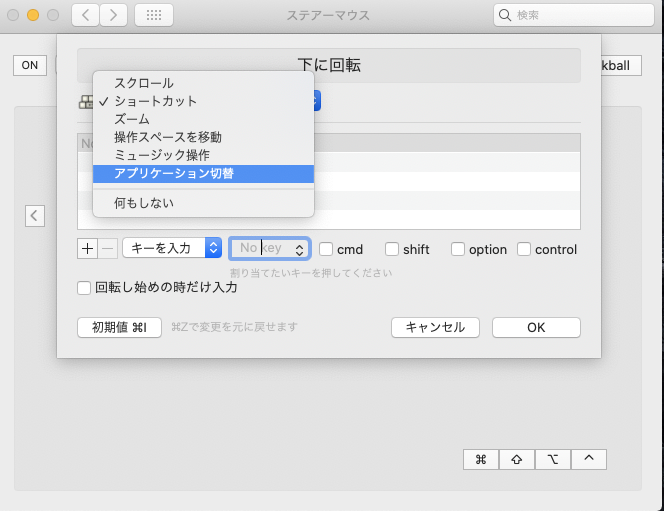 ステアーマウス
検索
ON
kball
下に回転
スクロール
✓ ショートカット
ズーム
操作スペースを移動
ミュージック操作
アプリケーション切替
何もしない
No
キーを入力
No key
cmd
shift
option
control
割り当てたいキーを押してください
回転し始めの時だけ入力
初期値 ⌘I
⌘Zで変更を元に戻せます
キャンセル
OK
⌘
⇧
⌥
^